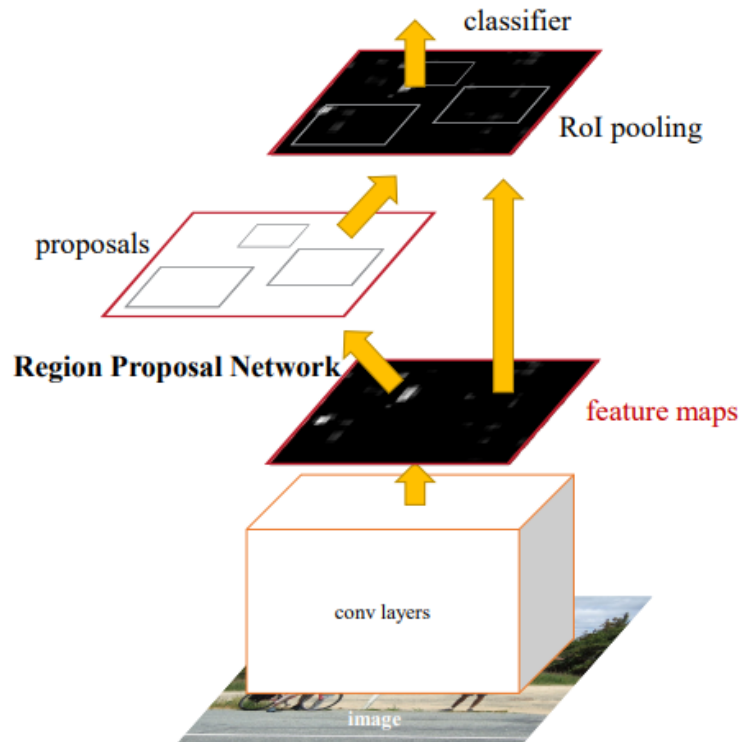 classifier
RoI pooling
proposals
Region Proposal Network
feature maps
conv layers
image